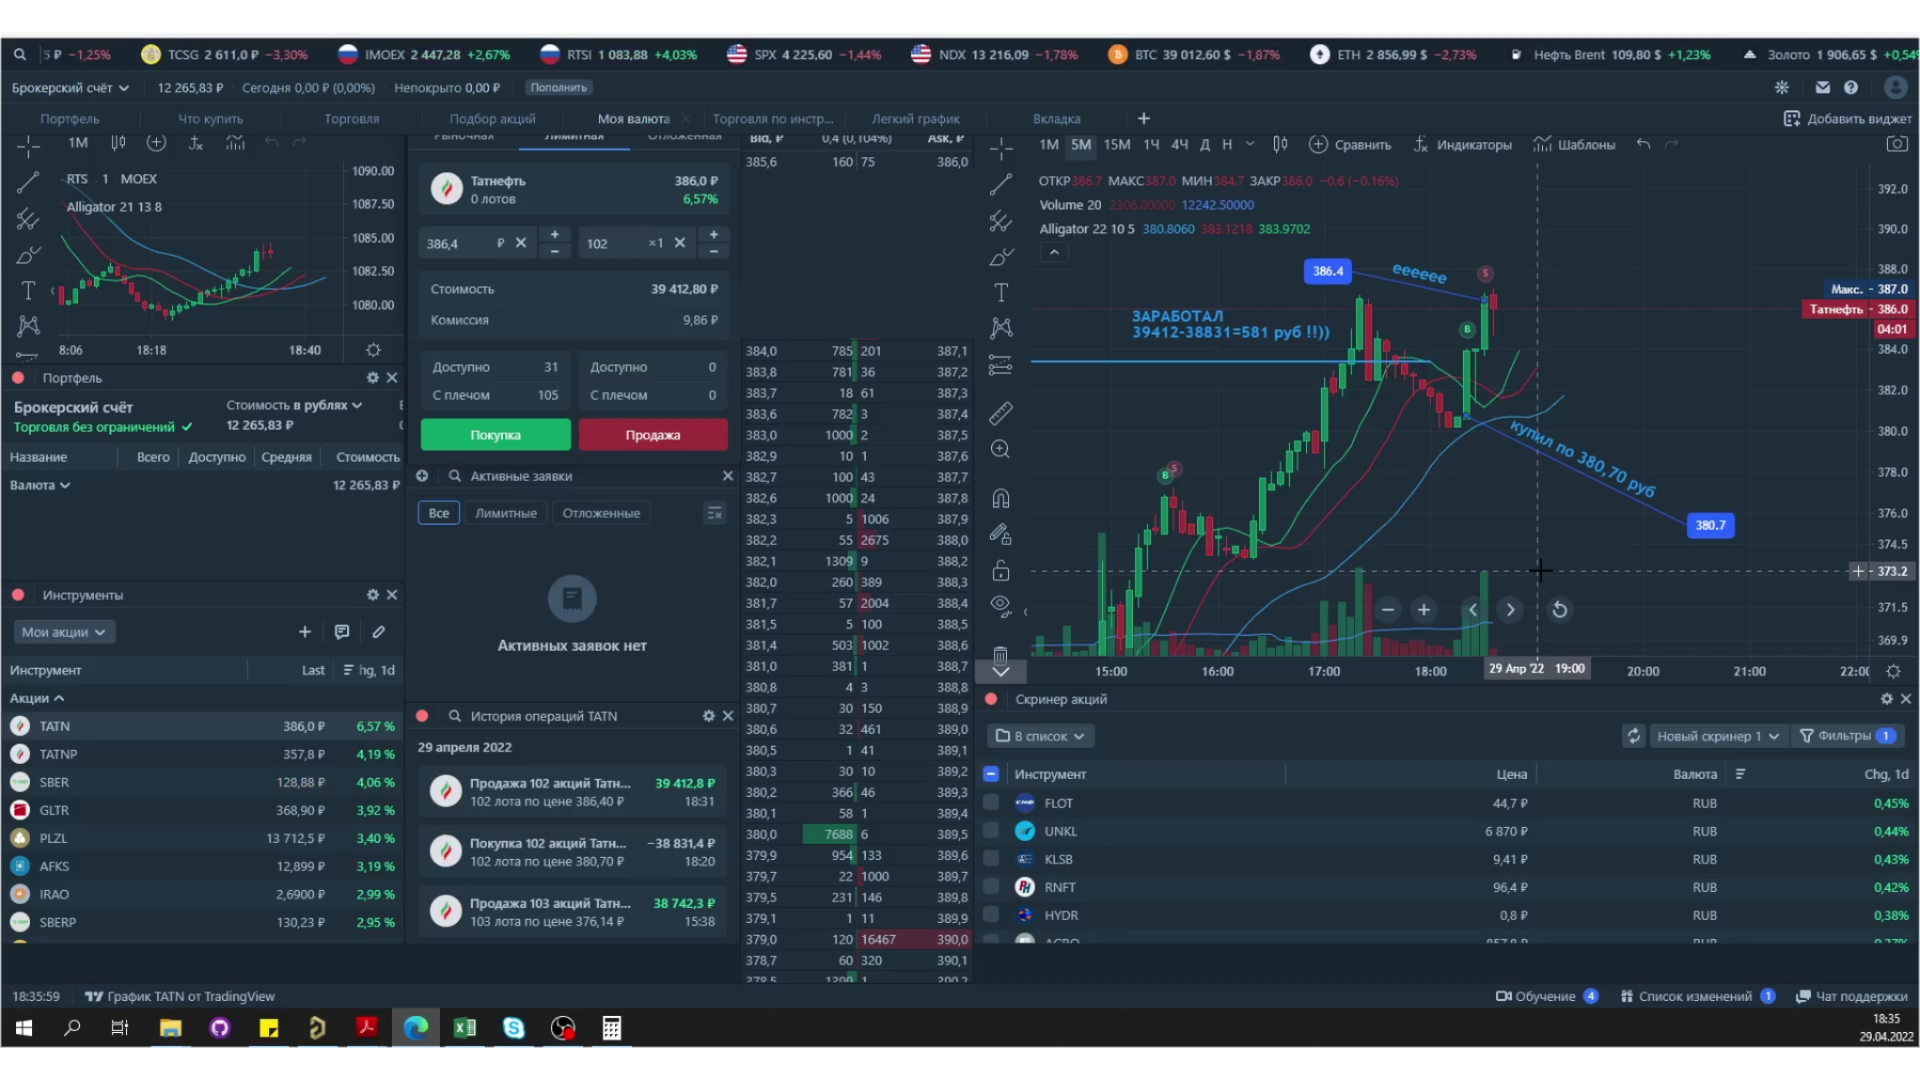 5 ₽ −1,25% TCSG 2 611,0 ₽ −3,30% IMOEX 2 447,28 +2,67% RTSI 1 083,88 +4,03% SPX 4 225,60 −1,44% NDX 13 216,09 −1,78% BTC 39 012,60 $ −1,87% ETH 2 856,99 $ −2,73% Нефть Brent 109,80 $ +1,23% Золото 1 906,65 $ +0,54%
Брокерский счёт 12 265,83 ₽ · Сегодня 0,00 ₽ (0,00%) · Непокрыто 0,00 ₽ Пополнить
Портфель Что купить Торговля Подбор акций Моя валюта Торговля по инстр... Легкий график Вкладка Добавить виджет
1М
RTS 1 MOEX
Alligator 21 13 8
1090.00
1087.50
1085.00
1082.50
1080.00
8:06 18:18 18:40
Портфель
Брокерский счёт Стоимость в рублях
Торговля без ограничений 12 265,83 ₽
Название Всего Доступно Средняя Стоимость
Валюта 12 265,83 ₽
Инструменты
Мои акции
Инструмент Last hg, 1d
Акции
TATN 386,0 ₽ 6,57 %
TATNP 357,8 ₽ 4,19 %
SBER 128,88 ₽ 4,06 %
GLTR 368,90 ₽ 3,92 %
PLZL 13 712,5 ₽ 3,40 %
AFKS 12,899 ₽ 3,19 %
IRAO 2,6900 ₽ 2,99 %
SBERP 130,23 ₽ 2,95 %
Рыночная Лимитная Отложенная
Татнефть 386,0 ₽
0 лотов 6,57%
386,4 ₽ 102 ×1
Стоимость 39 412,80 ₽
Комиссия 9,86 ₽
Доступно 31 Доступно 0
С плечом 105 С плечом 0
Покупка Продажа
Активные заявки
Все Лимитные Отложенные
Активных заявок нет
История операций TATN
29 апреля 2022
Продажа 102 акций Татн... 39 412,8 ₽
102 лота по цене 386,40 ₽ 18:31
Покупка 102 акций Татн... −38 831,4 ₽
102 лота по цене 380,70 ₽ 18:20
Продажа 103 акций Татн... 38 742,3 ₽
103 лота по цене 376,14 ₽ 15:38
Bid, ₽ 0,4 (0,104%) Ask, ₽
385,6 160 75 386,0
384,0 785 201 387,1
383,8 781 36 387,2
383,7 18 61 387,3
383,6 782 3 387,4
383,0 1000 2 387,5
382,9 10 1 387,6
382,7 100 43 387,7
382,6 1000 24 387,8
382,3 5 1006 387,9
382,2 55 2675 388,0
382,1 1309 9 388,2
382,0 260 389 388,3
381,7 57 2004 388,4
381,5 5 100 388,5
381,4 503 1002 388,6
381,0 381 1 388,7
380,8 4 3 388,8
380,7 30 150 388,9
380,6 32 461 389,0
380,5 1 41 389,1
380,3 30 10 389,2
380,2 366 46 389,3
380,1 58 1 389,4
380,0 7688 6 389,5
379,9 954 133 389,6
379,7 22 1000 389,7
379,5 231 146 389,8
379,1 1 11 389,9
379,0 120 16467 390,0
378,7 60 320 390,1
378,5 1390 1 390,2
1М 5М 15М 1Ч 4Ч Д Н Сравнить Индикаторы Шаблоны
ОТКР386.7 МАКС387.0 МИН384.7 ЗАКР386.0 −0.6 (−0.16%)
Volume 20 2306.00000 12242.50000
Alligator 22 10 5 380.8060 383.1218 383.9702
386.4 еееeее S
ЗАРАБОТАЛ
39412-38831=581 руб !!))
B
купил по 380,70 руб
B S
380.7
392.0
390.0
388.0
Макс. 387.0
Татнефть 386.0
04:01
384.0
382.0
380.0
378.0
376.0
374.5
373.2
371.5
369.9
15:00 16:00 17:00 18:00 29 Апр '22 19:00 20:00 21:00 22:00
Скринер акций
В список Новый скринер 1 Фильтры 1
Инструмент Цена Валюта Chg, 1d
FLOT 44,7 ₽ RUB 0,45%
UNKL 6 870 ₽ RUB 0,44%
KLSB 9,41 ₽ RUB 0,43%
RNFT 96,4 ₽ RUB 0,42%
HYDR 0,8 ₽ RUB 0,38%
18:35:59 График TATN от TradingView Обучение 4 Список изменений 1 Чат поддержки
18:35
29.04.2022